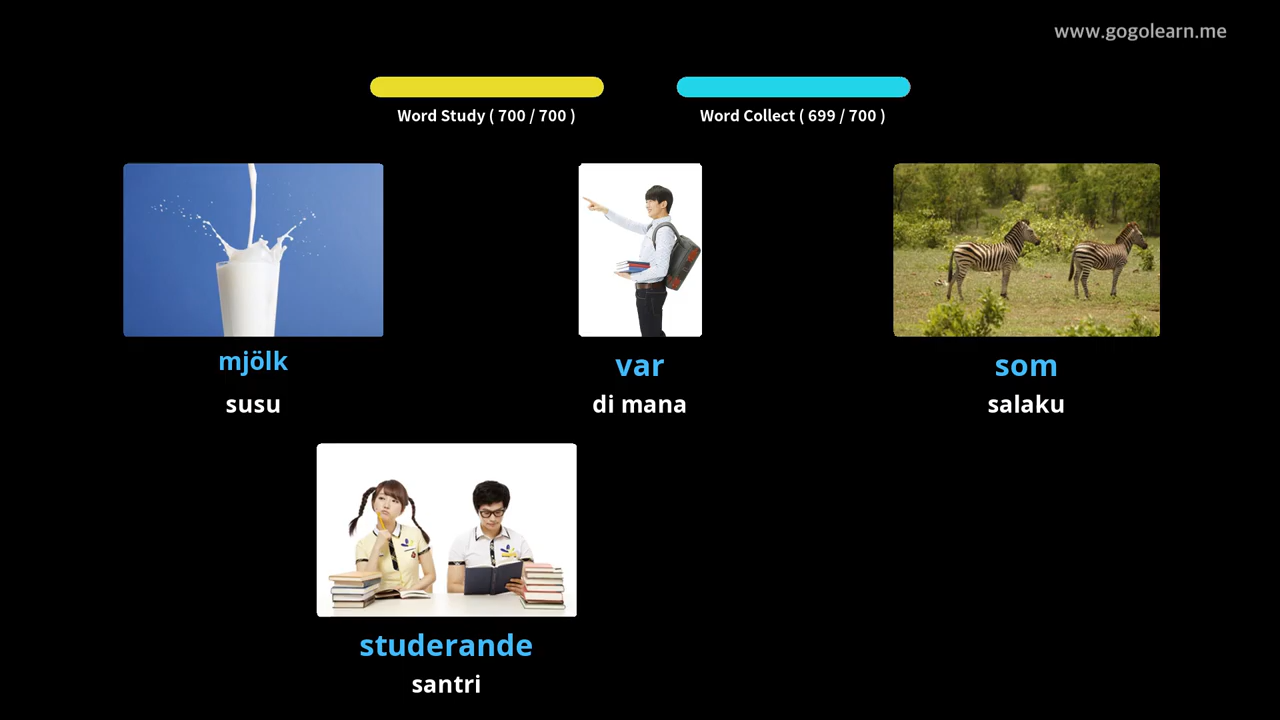 www.gogolearn.me
Word Study ( 700 / 700 )
Word Collect ( 699 / 700 )
mjölk
var
som
susu
di mana
salaku
studerande
santri